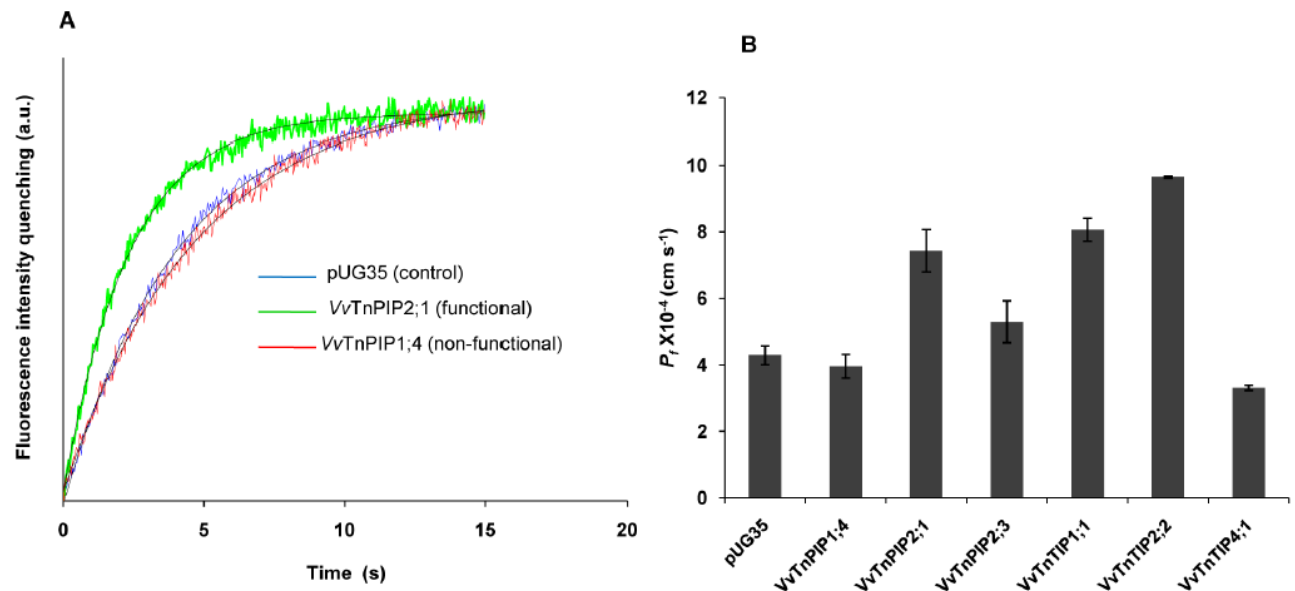 A
Fluorescence intensity quenching (a.u.)
pUG35 (control)
VvTnPIP2;1 (functional)
VvTnPIP1;4 (non-functional)
0 5 10 15 20
Time (s)
B
Pf X10-4 (cm s-1)
12
10
8
6
4
2
0
pUG35
VvTnPIP1;4
VvTnPIP2;1
VvTnPIP2;3
VvTnTIP1;1
VvTnTIP2;2
VvTnTIP4;1